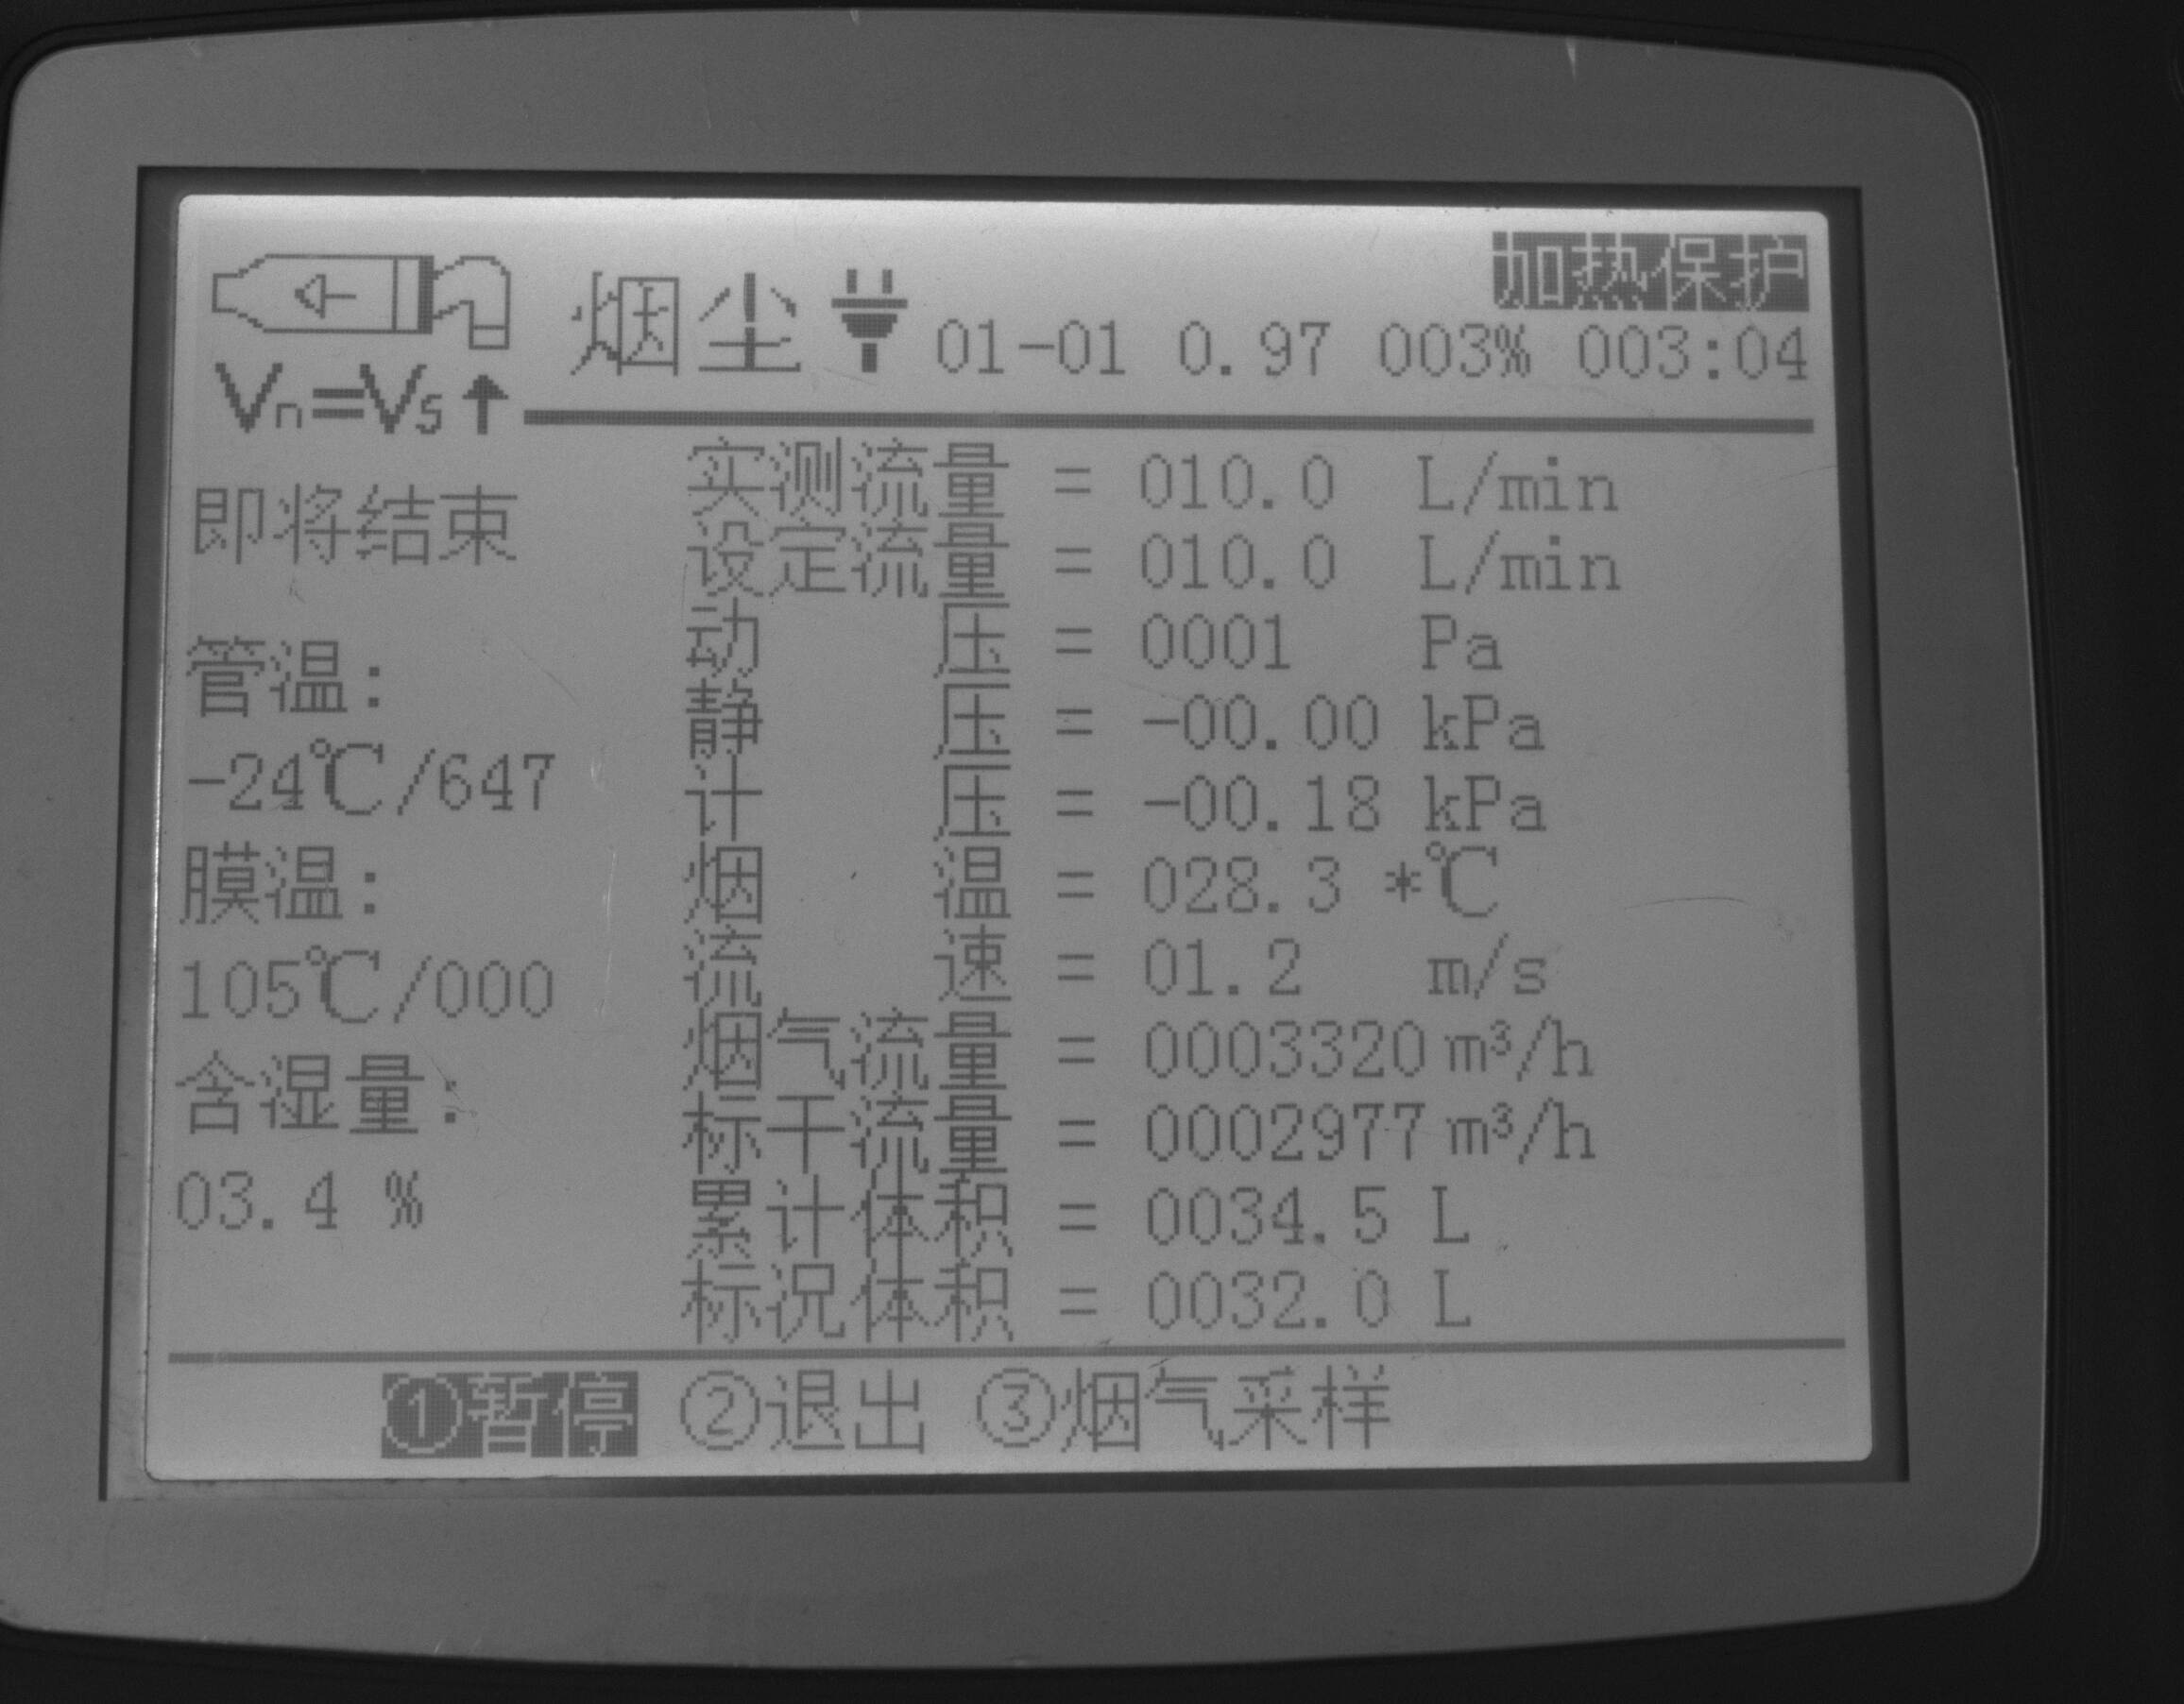 加热保护
烟尘 01-01 0.97 003% 003:04
Vn=Vs↑
即将结束
管温:
-24℃/647
膜温:
105℃/000
含湿量:
03.4 %
实测流量 = 010.0 L/min
设定流量 = 010.0 L/min
动压 = 0001 Pa
静压 = -00.00 kPa
计压 = -00.18 kPa
烟温 = 028.3 *℃
流速 = 01.2 m/s
烟气流量 = 0003320 m³/h
标干流量 = 0002977 m³/h
累计体积 = 0034.5 L
标况体积 = 0032.0 L
①暂停 ②退出 ③烟气采样